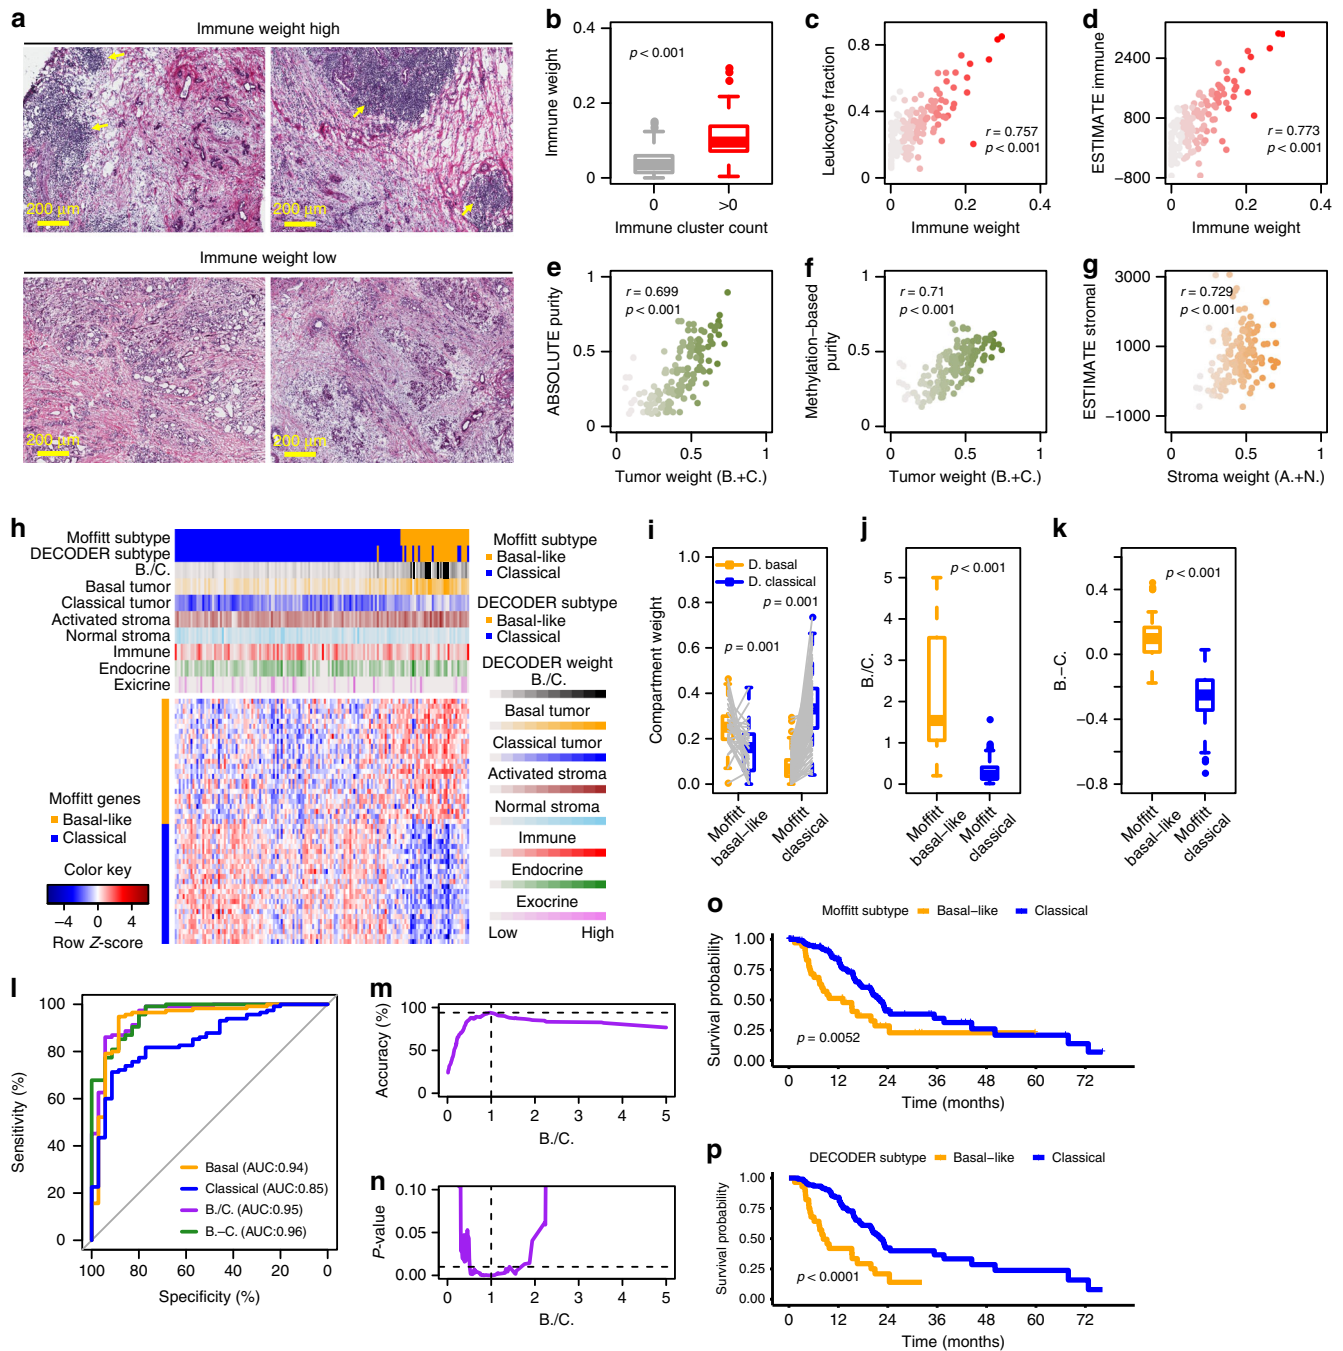 a
Immune weight high
200 µm
200 µm
Immune weight low
200 µm
200 µm
b
Immune weight
0.4
0.2
0
p < 0.001
0
>0
Immune cluster count
c
Leukocyte fraction
0.8
0.4
0
r = 0.757
p < 0.001
0
0.2
0.4
Immune weight
d
ESTIMATE immune
2400
800
−800
r = 0.773
p < 0.001
0
0.2
0.4
Immune weight
e
ABSOLUTE purity
1
0.5
0
r = 0.699
p < 0.001
0
0.5
1
Tumor weight (B.+C.)
f
Methylation−based
purity
1
0.5
0
r = 0.71
p < 0.001
0
0.5
1
Tumor weight (B.+C.)
g
ESTIMATE stromal
3000
1000
−1000
r = 0.729
p < 0.001
0
0.5
1
Stroma weight (A.+N.)
h
Moffitt subtype
DECODER subtype
B./C.
Basal tumor
Classical tumor
Activated stroma
Normal stroma
Immune
Endocrine
Exicrine
Moffitt genes
Basal−like
Classical
Color key
−4
0
4
Row Z-score
Moffitt subtype
Basal−like
Classical
DECODER subtype
Basal−like
Classical
DECODER weight
B./C.
Basal tumor
Classical tumor
Activated stroma
Normal stroma
Immune
Endocrine
Exocrine
Low
High
i
Compartment weight
1.0
0.8
0.6
0.4
0.2
0.0
D. basal
D. classical
p = 0.001
p = 0.001
Moffitt
basal−like
Moffitt
classical
j
B./C.
5
4
3
2
1
0
p < 0.001
Moffitt
basal−like
Moffitt
classical
k
B.−C.
0.4
0.0
−0.4
−0.8
p < 0.001
Moffitt
basal−like
Moffitt
classical
l
Sensitivity (%)
100
80
60
40
20
0
Basal (AUC:0.94)
Classical (AUC:0.85)
B./C. (AUC:0.95)
B.−C. (AUC:0.96)
100
80
60
40
20
0
Specificity (%)
m
Accuracy (%)
100
50
0
0
1
2
3
4
5
B./C.
n
P-value
0.10
0.05
0.00
0
1
2
3
4
5
B./C.
o
Moffitt subtype
Basal−like
Classical
Survival probability
1.00
0.75
0.50
0.25
0.00
p = 0.0052
0
12
24
36
48
60
72
Time (months)
p
DECODER subtype
Basal−like
Classical
Survival probability
1.00
0.75
0.50
0.25
0.00
p < 0.0001
0
12
24
36
48
60
72
Time (months)